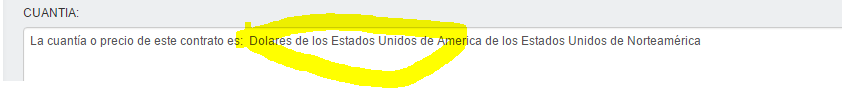 CUANTIA:
La cuantía o precio de este contrato es: Dolares de los Estados Unidos de America de los Estados Unidos de Norteamérica